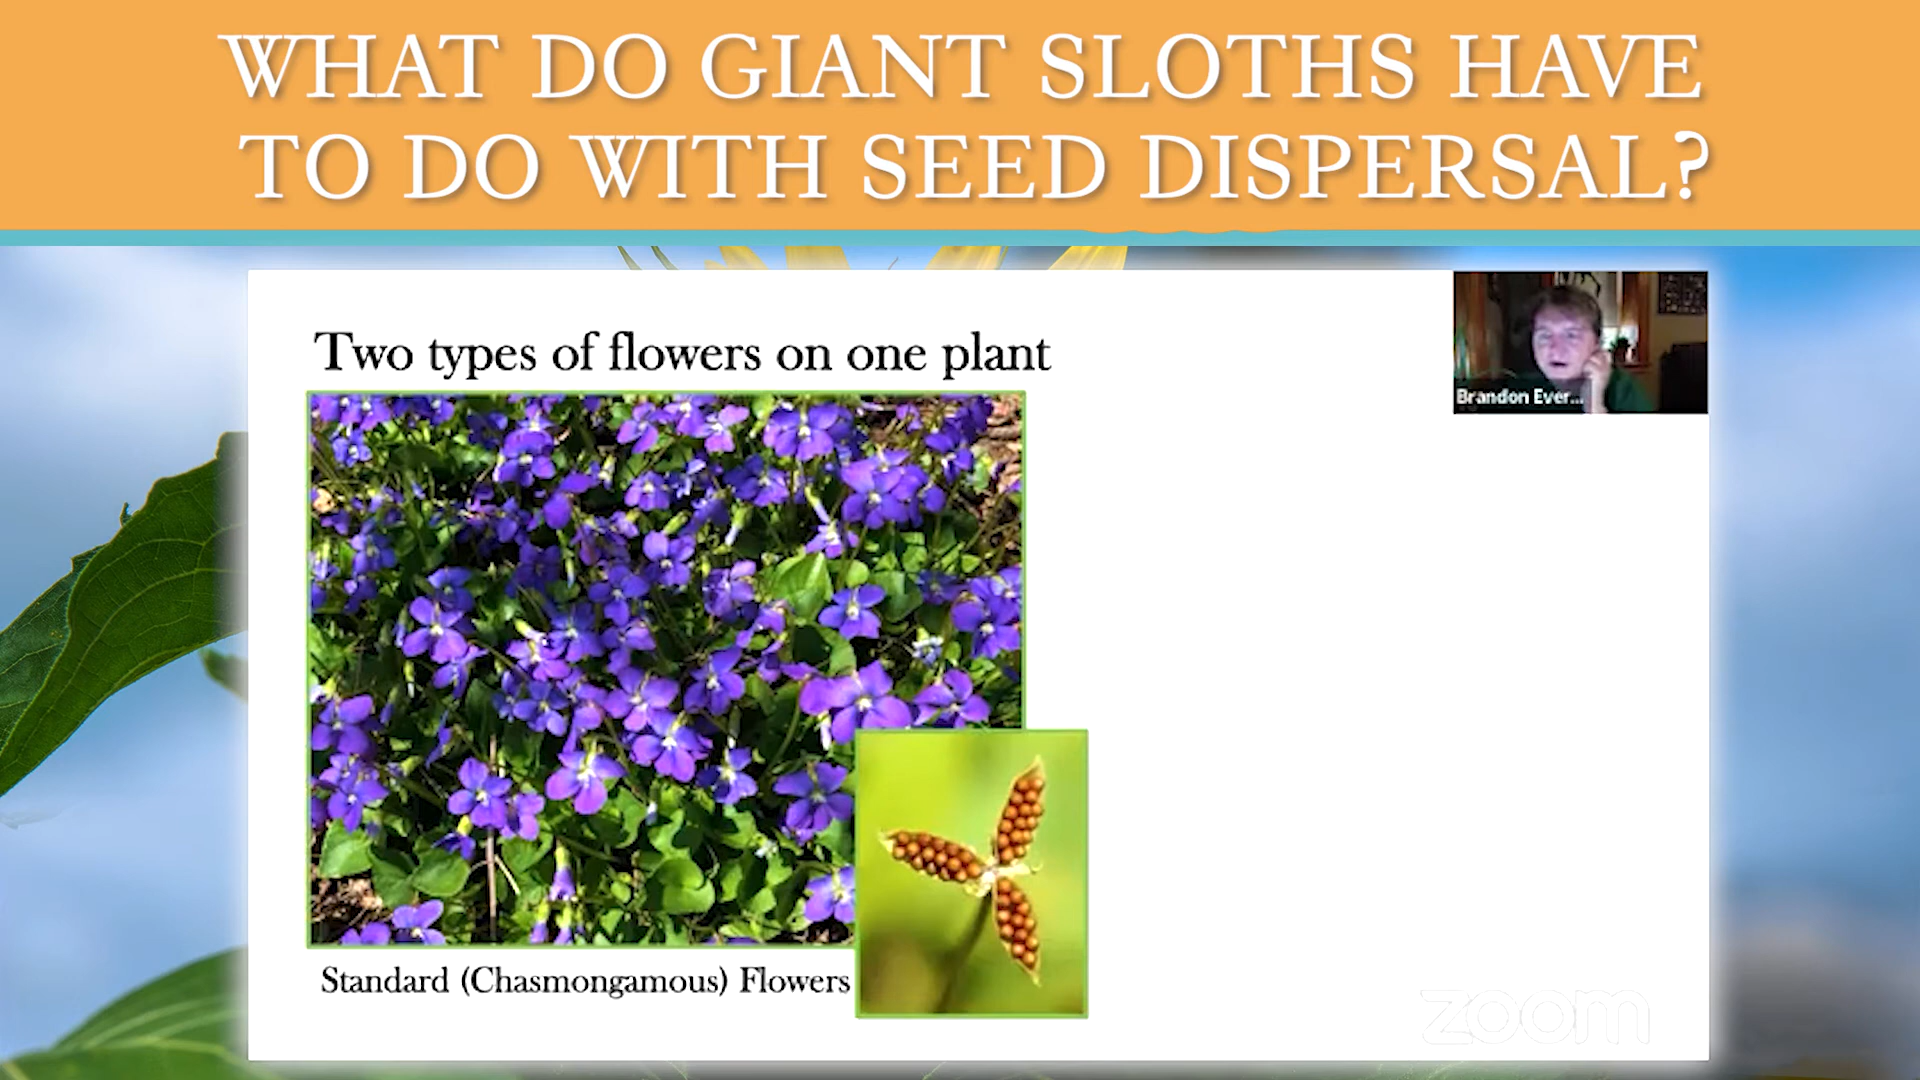 WHAT DO GIANT SLOTHS HAVE
TO DO WITH SEED DISPERSAL?
Two types of flowers on one plant
Brandon Ever...
Standard (Chasmongamous) Flowers
zoom